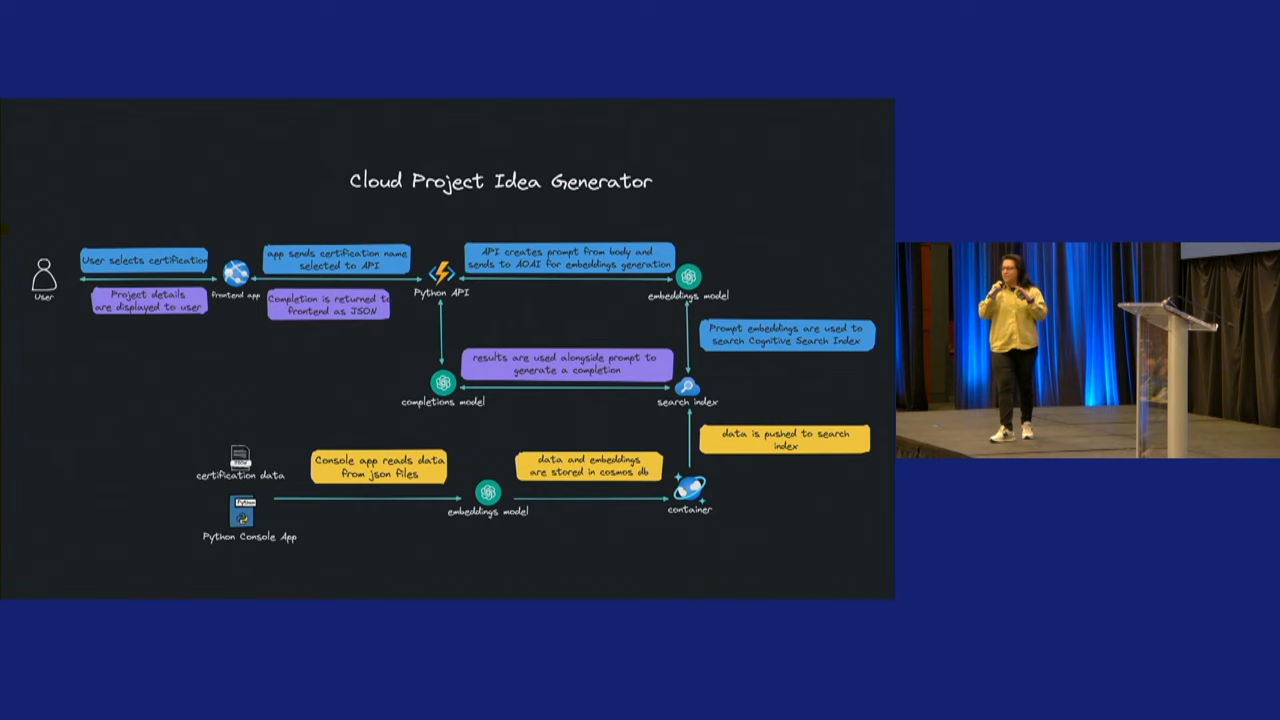 Cloud Project Idea Generator
User selects certification
app sends certification name
selected to API
API creates prompt from body and
sends to AOAI for embeddings generation
User
Project details
are displayed to user
frontend app
Completion is returned to
frontend as JSON
Python API
embeddings model
Prompt embeddings are used to
search Cognitive Search Index
results are used alongside prompt to
generate a completion
completions model
search index
data is pushed to search
index
certification data
Console app reads data
from json files
data and embeddings
are stored in cosmos db
embeddings model
container
Python
Python Console App